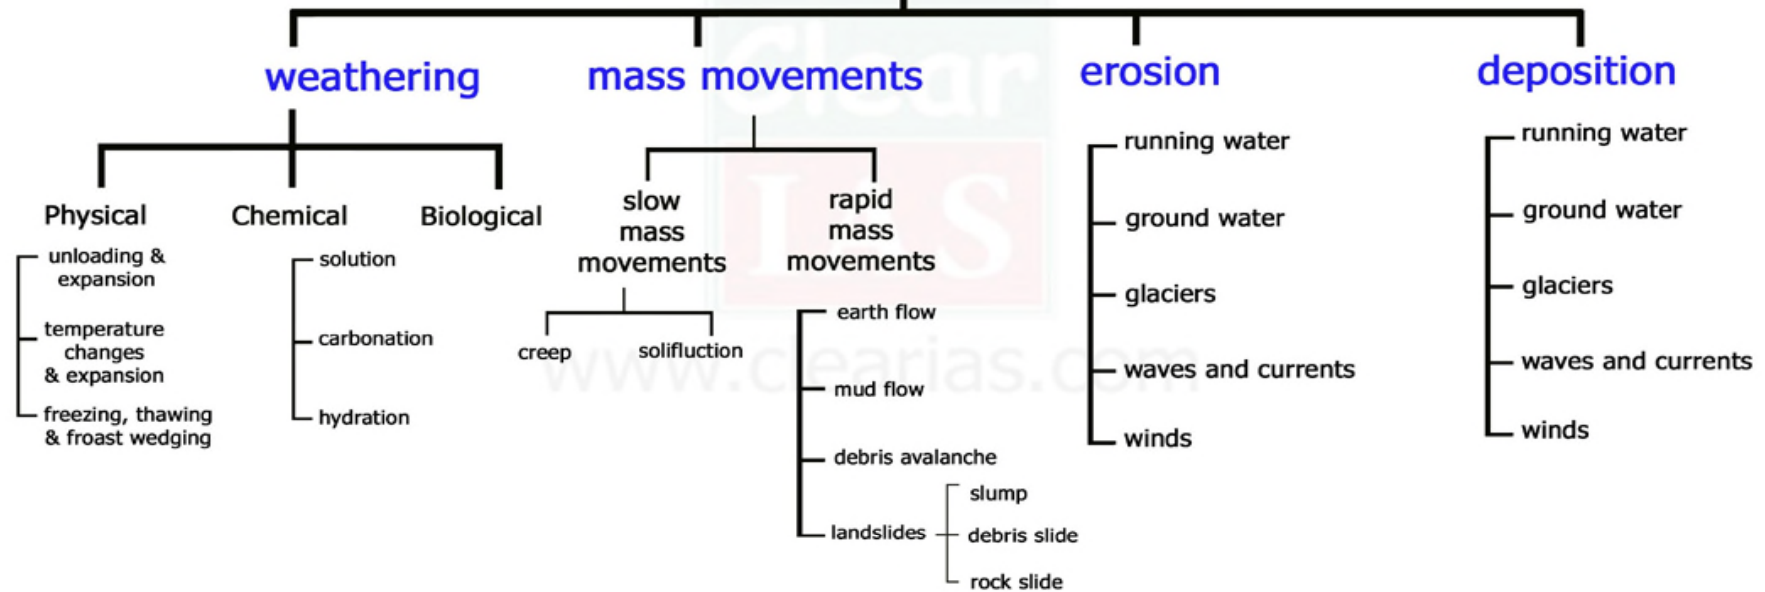 weathering
mass movements
erosion
deposition
Physical
Chemical
Biological
unloading &
expansion
temperature
changes
& expansion
freezing, thawing
& froast wedging
solution
carbonation
hydration
slow
mass
movements
creep
solifluction
rapid
mass
movements
earth flow
mud flow
debris avalanche
landslides
slump
debris slide
rock slide
running water
ground water
glaciers
waves and currents
winds
running water
ground water
glaciers
waves and currents
winds
Clear
IAS
www.clearias.com